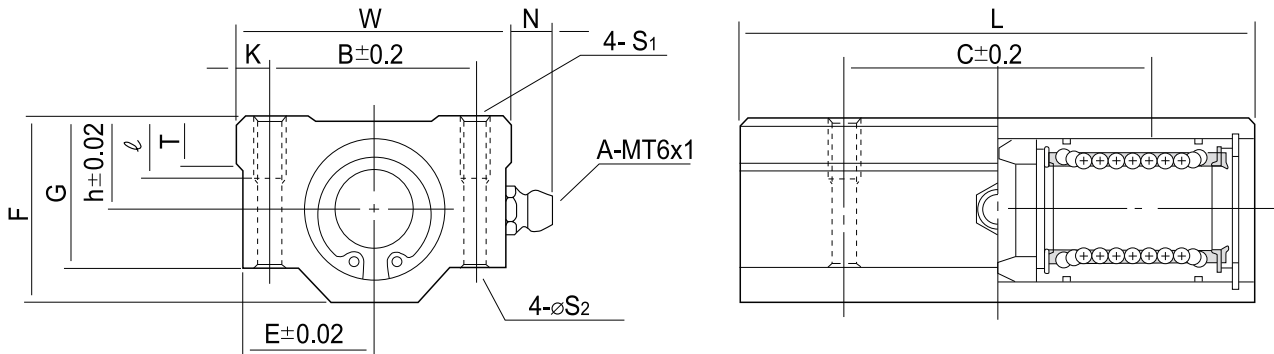 W
N
L
K
B±0.2
4- S1
C±0.2
F
G
h±0.02
ℓ
T
A-MT6x1
4-⌀S2
E±0.02